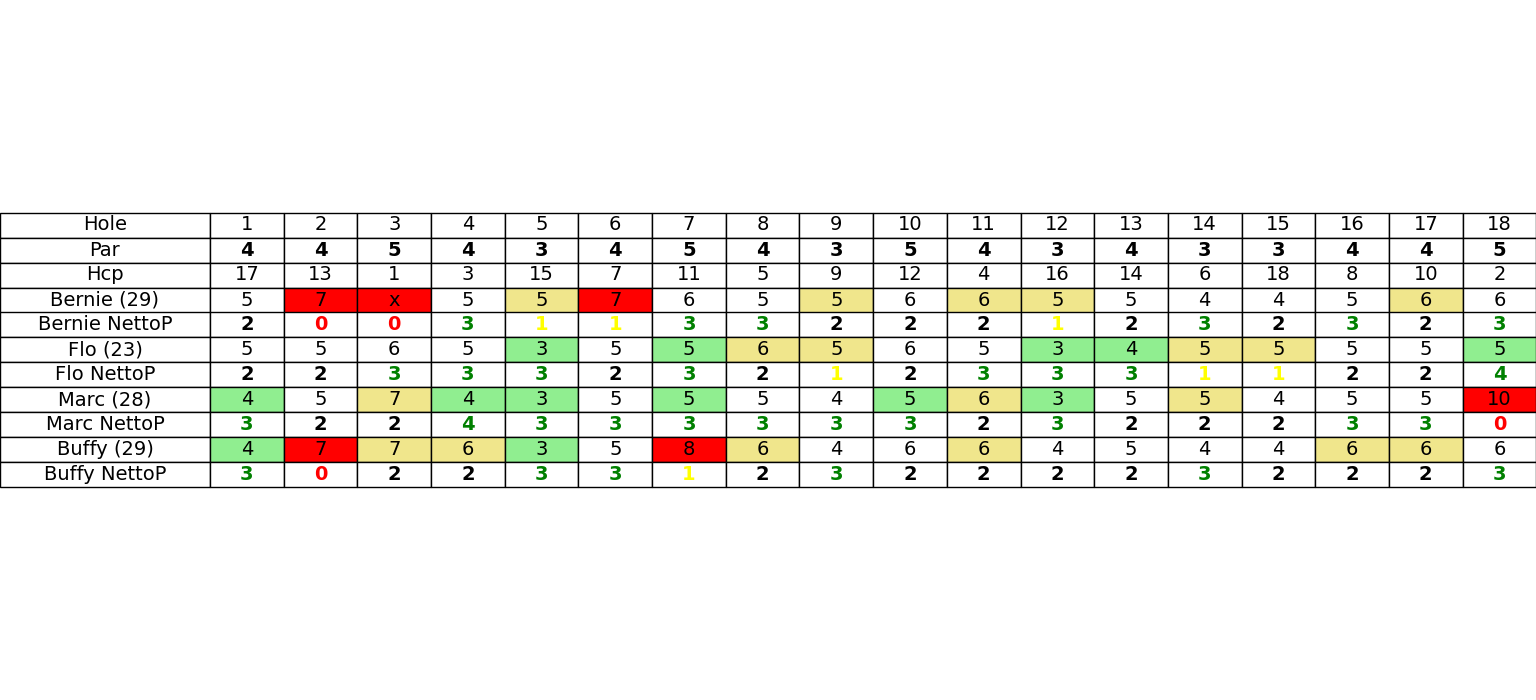 Hole 1 2 3 4 5 6 7 8 9 10 11 12 13 14 15 16 17 18
Par 4 4 5 4 3 4 5 4 3 5 4 3 4 3 3 4 4 5
Hcp 17 13 1 3 15 7 11 5 9 12 4 16 14 6 18 8 10 2
Bernie (29) 5 7 x 5 5 7 6 5 5 6 6 5 5 4 4 5 6 6
Bernie NettoP 2 0 0 3 1 1 3 3 2 2 2 1 2 3 2 3 2 3
Flo (23) 5 5 6 5 3 5 5 6 5 6 5 3 4 5 5 5 5 5
Flo NettoP 2 2 3 3 3 2 3 2 1 2 3 3 3 1 1 2 2 4
Marc (28) 4 5 7 4 3 5 5 5 4 5 6 3 5 5 4 5 5 10
Marc NettoP 3 2 2 4 3 3 3 3 3 3 2 3 2 2 2 3 3 0
Buffy (29) 4 7 7 6 3 5 8 6 4 6 6 4 5 4 4 6 6 6
Buffy NettoP 3 0 2 2 3 3 1 2 3 2 2 2 2 3 2 2 2 3